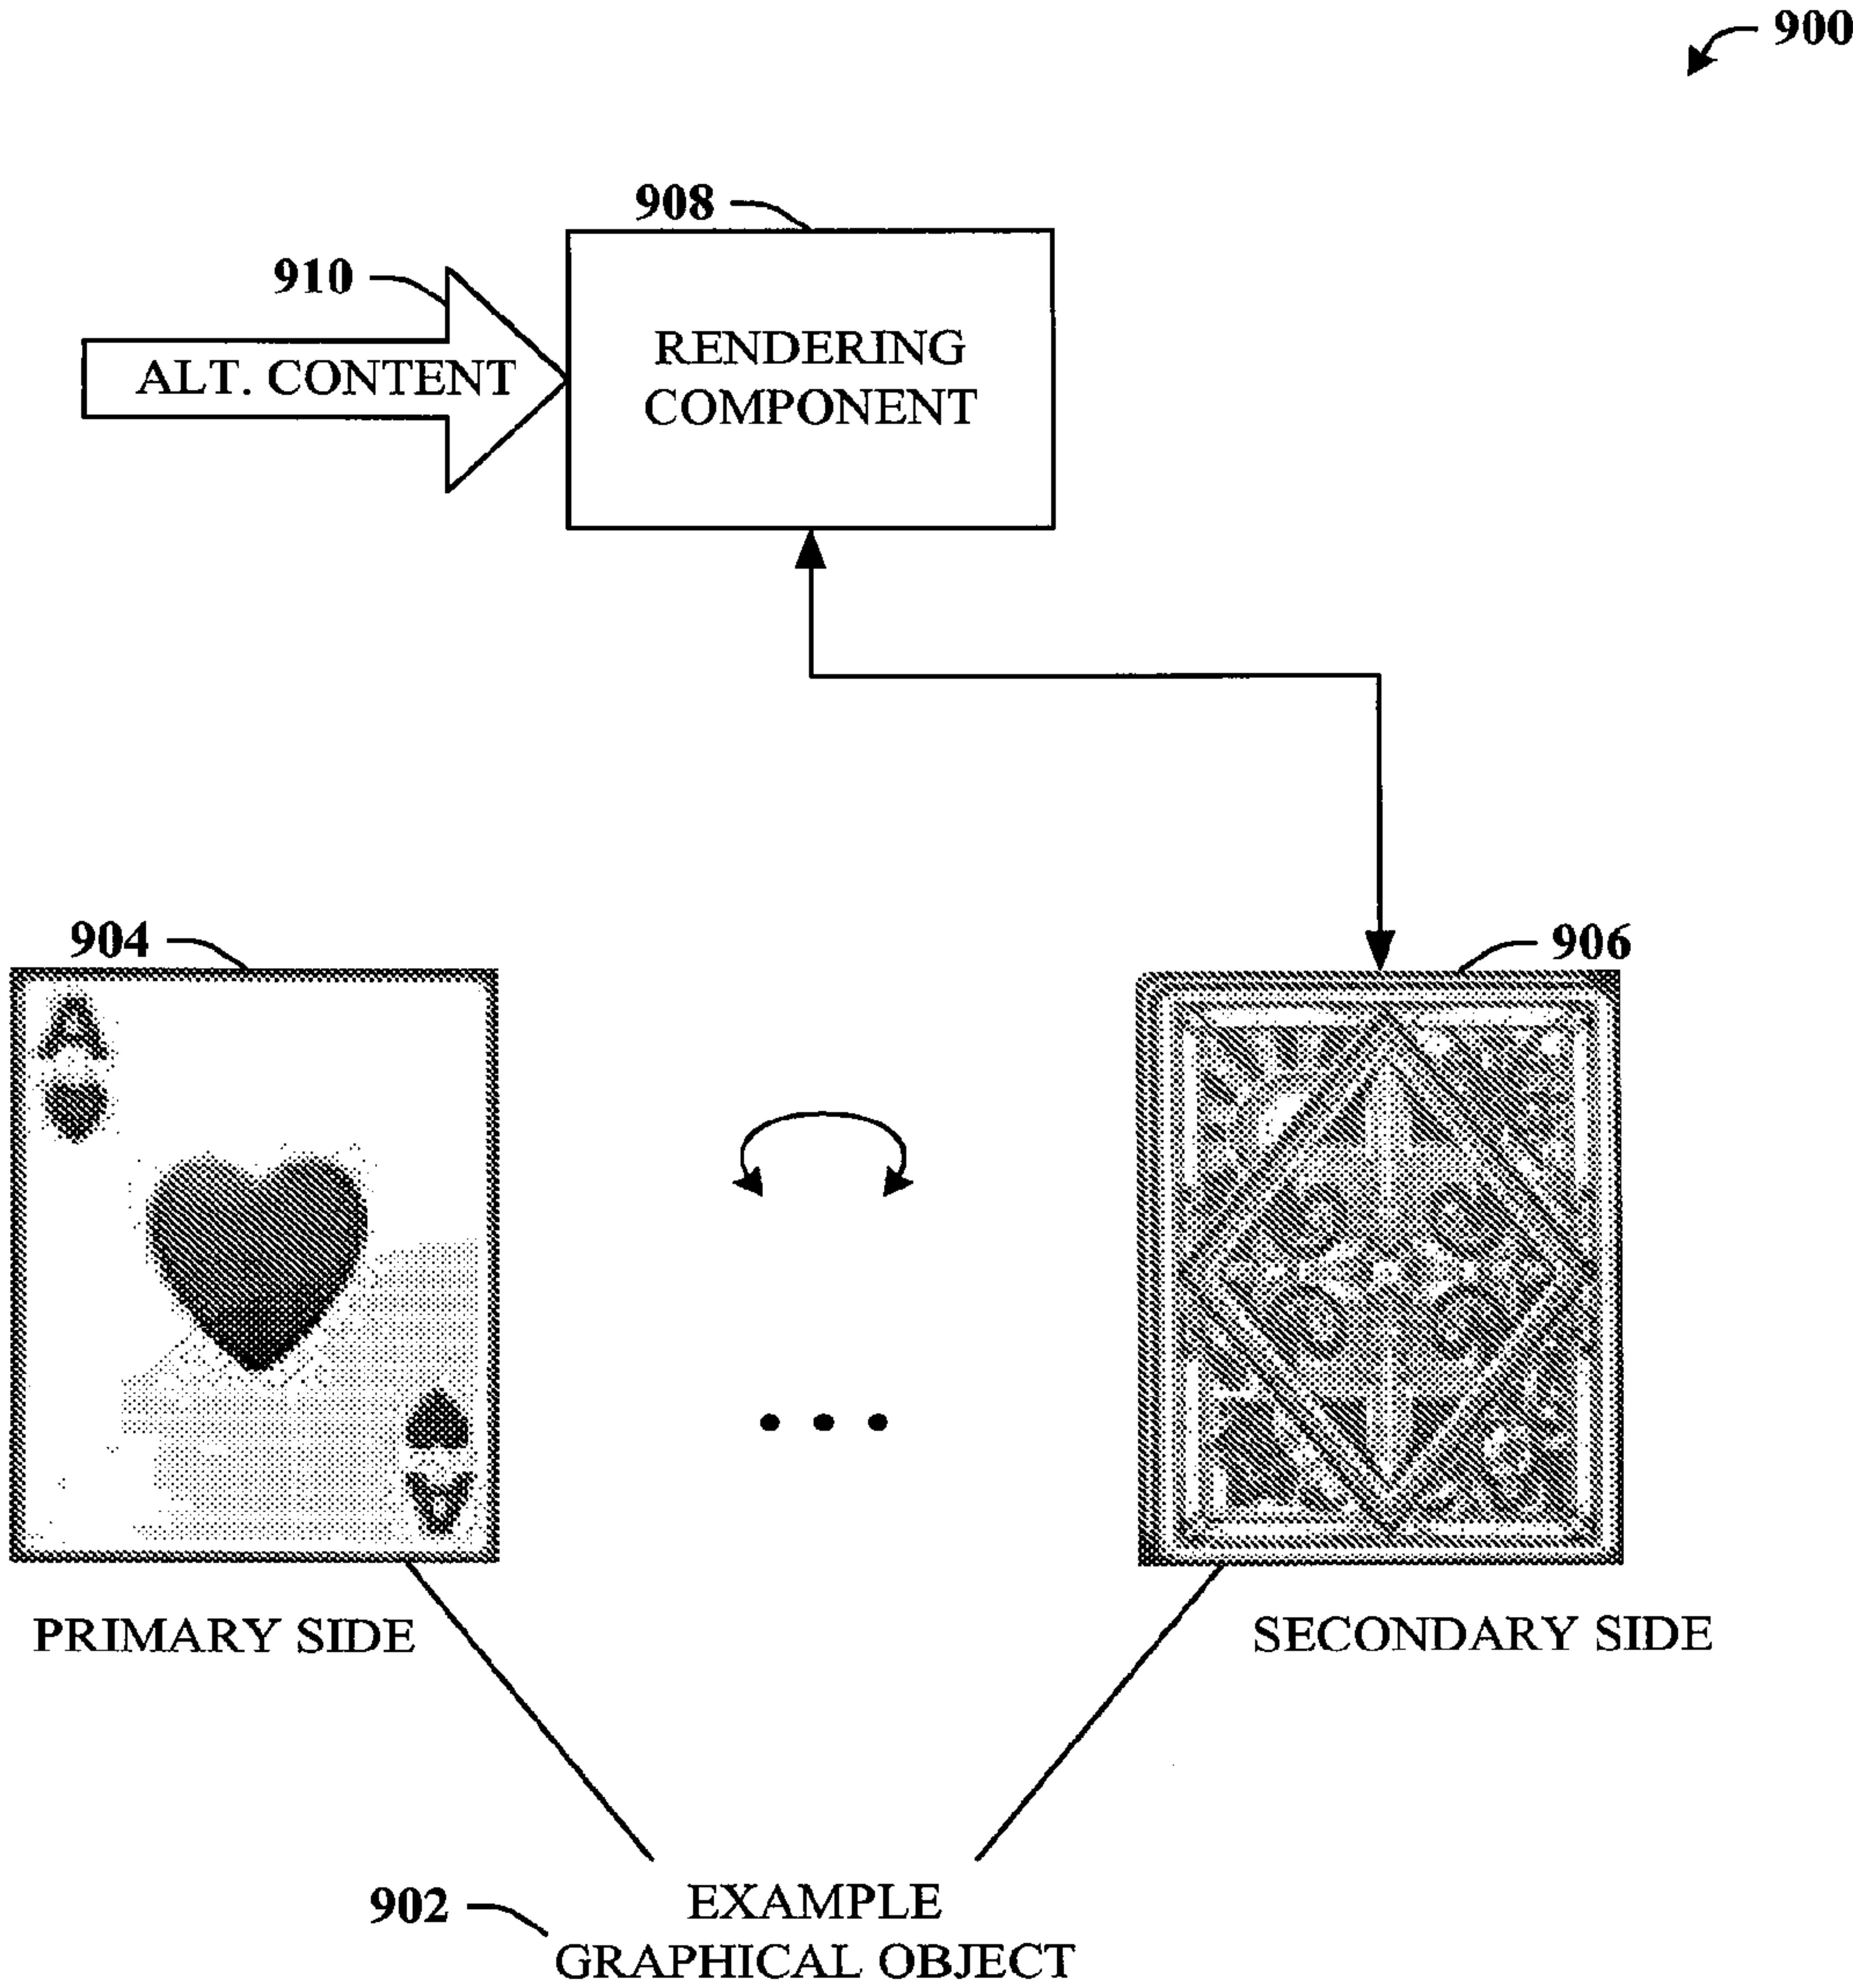 900
908
910
ALT. CONTENT
RENDERING
COMPONENT
904
906
A
A
PRIMARY SIDE
SECONDARY SIDE
902
EXAMPLE
GRAPHICAL OBJECT